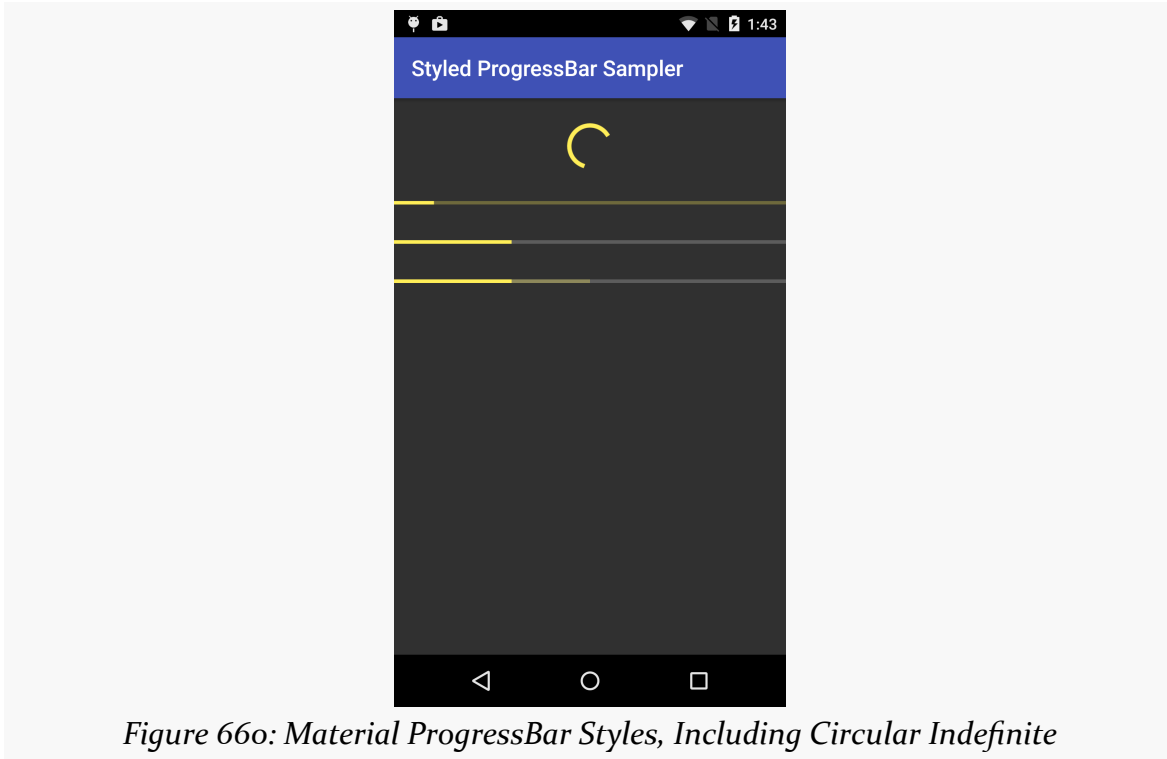 1:43
Styled ProgressBar Sampler
Figure 660: Material ProgressBar Styles, Including Circular Indefinite